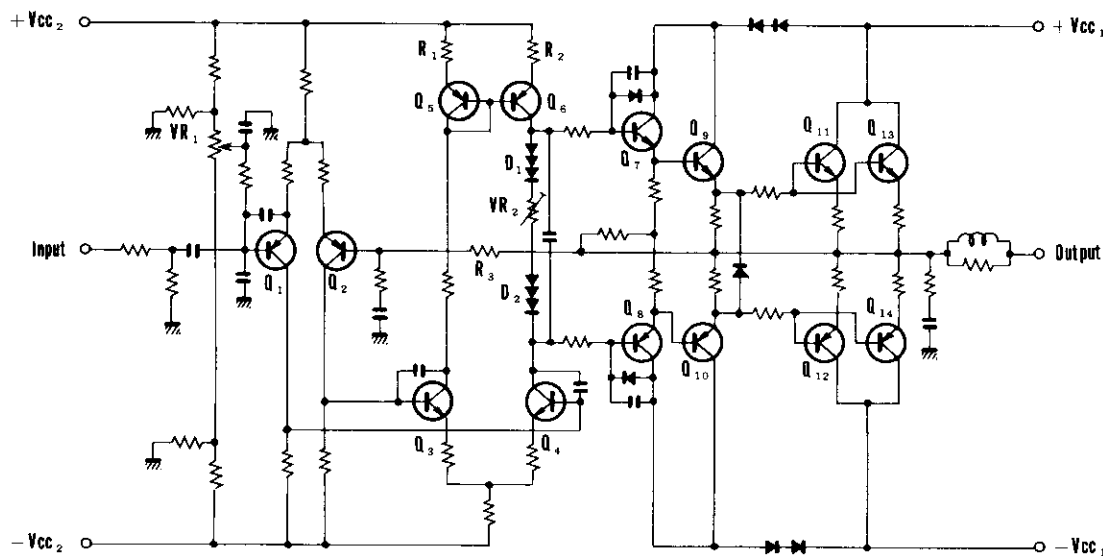 + Vcc2
R1
R2
+ Vcc1
VR1
Q5
Q6
Q7
Q9
Q11
Q13
D1
VR2
Input
Q1
Q2
R3
Output
D2
Q8
Q10
Q12
Q14
Q3
Q4
− Vcc2
− Vcc1